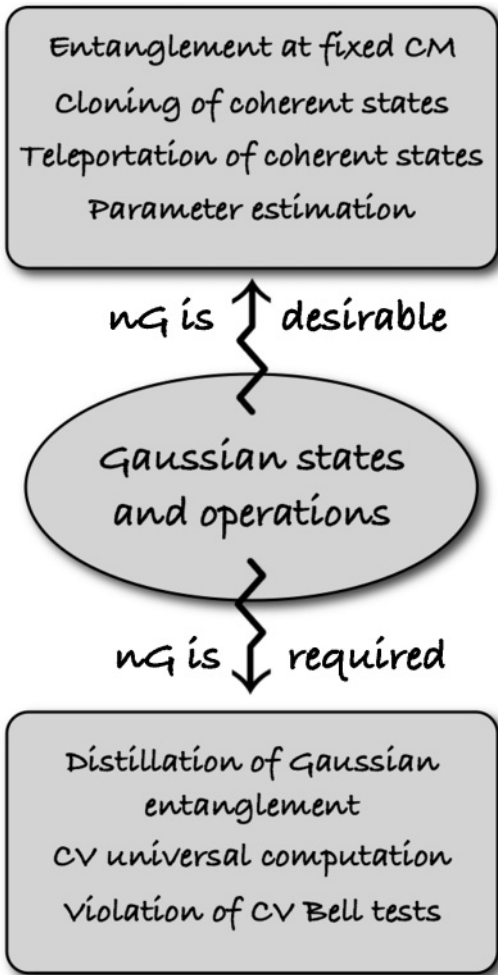 Entanglement at fixed CM
Cloning of coherent states
Teleportation of coherent states
Parameter estimation
nG is desirable
Gaussian states
and operations
nG is required
Distillation of Gaussian
entanglement
CV universal computation
Violation of CV Bell tests